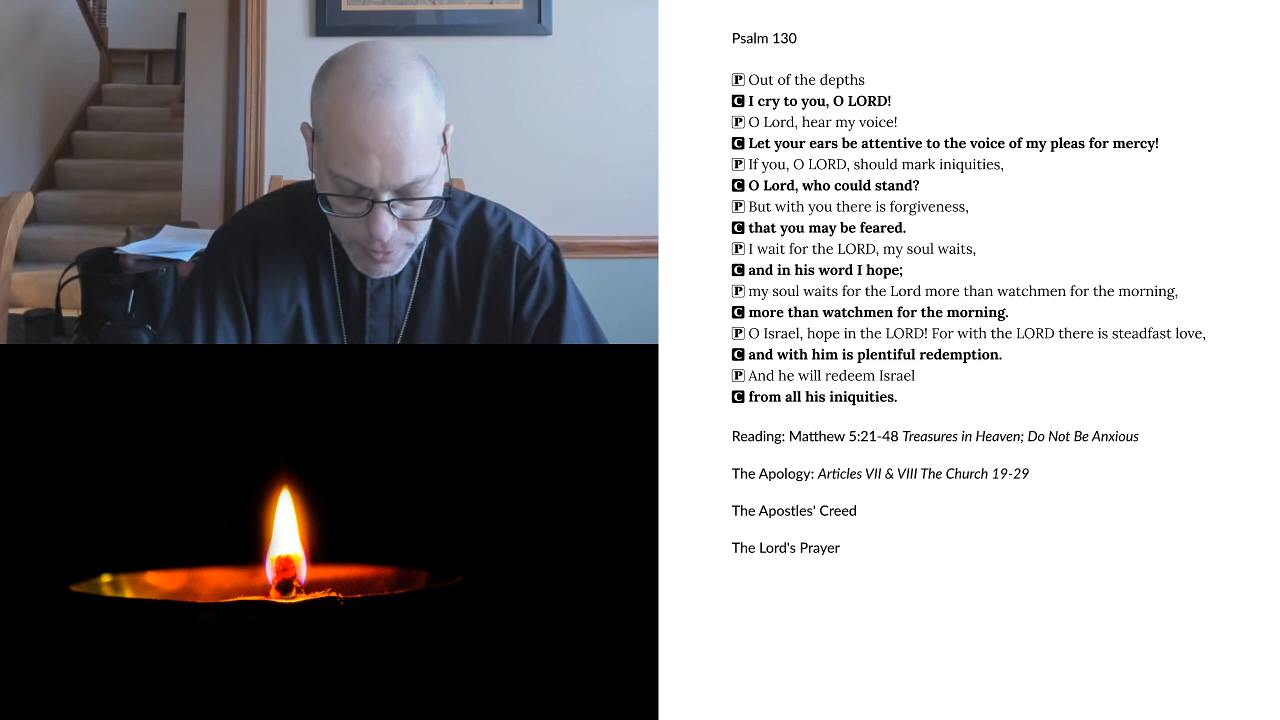 Psalm 130
P Out of the depths
C I cry to you, O LORD!
P O Lord, hear my voice!
C Let your ears be attentive to the voice of my pleas for mercy!
P If you, O LORD, should mark iniquities,
C O Lord, who could stand?
P But with you there is forgiveness,
C that you may be feared.
P I wait for the LORD, my soul waits,
C and in his word I hope;
P my soul waits for the Lord more than watchmen for the morning,
C more than watchmen for the morning.
P O Israel, hope in the LORD! For with the LORD there is steadfast love,
C and with him is plentiful redemption.
P And he will redeem Israel
C from all his iniquities.
Reading: Matthew 5:21-48 Treasures in Heaven; Do Not Be Anxious
The Apology: Articles VII & VIII The Church 19-29
The Apostles' Creed
The Lord's Prayer